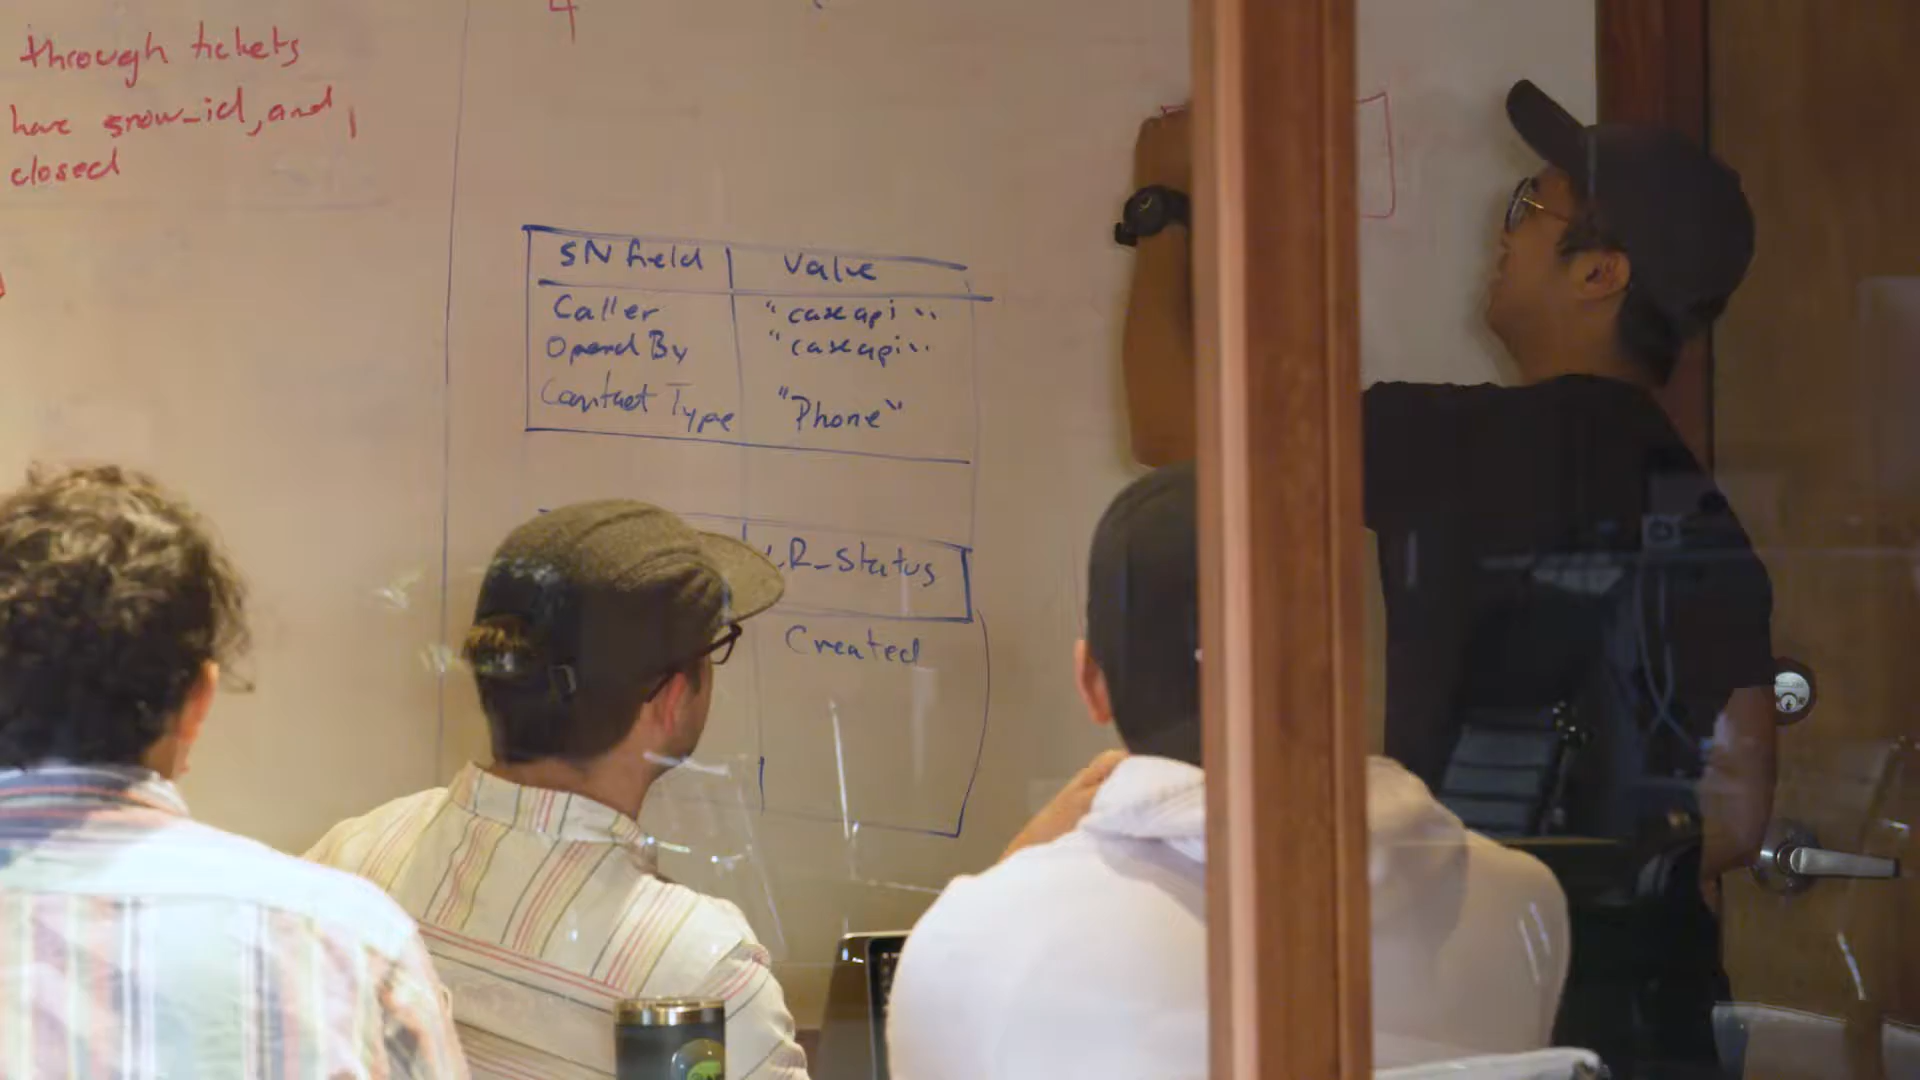 through tickets
have snow_id, and
closed
4
SN field Value
Caller "caseapi"
Opened By "caseapi"
Contact Type "Phone"
R_Status
Created